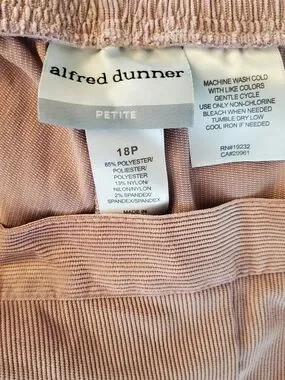 alfred dunner
PETITE
MACHINE WASH COLD
WITH LIKE COLORS
GENTLE CYCLE
USE ONLY NON-CHLORINE
BLEACH WHEN NEEDED
TUMBLE DRY LOW
COOL IRON IF NEEDED
RN#19232
CA#29961
18P
85% POLYESTER/
POLIESTER/
POLYESTER
13% NYLON/
NILON/NYLON
2% SPANDEX/
SPANDEX/SPANDEX
MADE IN